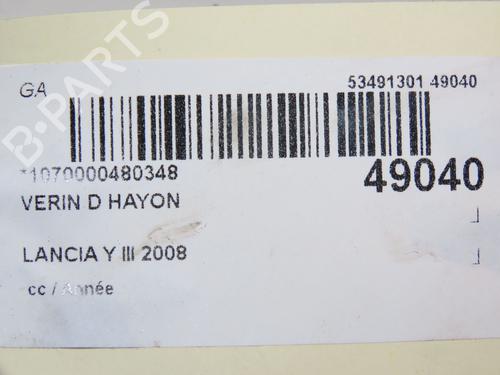 GA
53491301 49040
*1070000480348
49040
VERIN D HAYON
LANCIA Y III 2008
cc / Année
B-PARTS